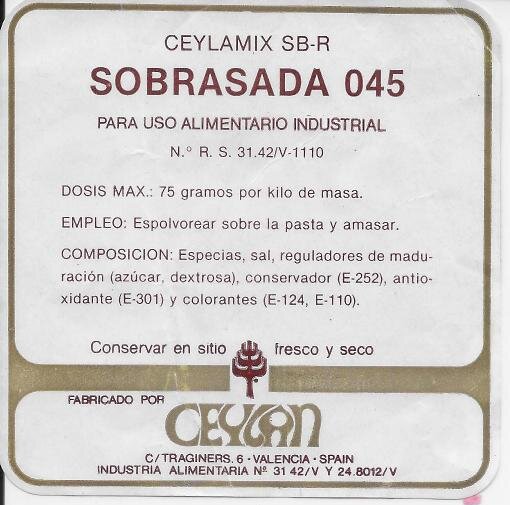 CEYLAMIX SB-R
SOBRASADA 045
PARA USO ALIMENTARIO INDUSTRIAL
N.º R. S. 31.42/V-1110
DOSIS MAX.: 75 gramos por kilo de masa.
EMPLEO: Espolvorear sobre la pasta y amasar.
COMPOSICION: Especias, sal, reguladores de madu-
ración (azúcar, dextrosa), conservador (E-252), antio-
xidante (E-301) y colorantes (E-124, E-110).
Conservar en sitio fresco y seco
FABRICADO POR
CEYLAN
C/TRAGINERS. 6 · VALENCIA · SPAIN
INDUSTRIA ALIMENTARIA Nº 31 42/V Y 24.8012/V